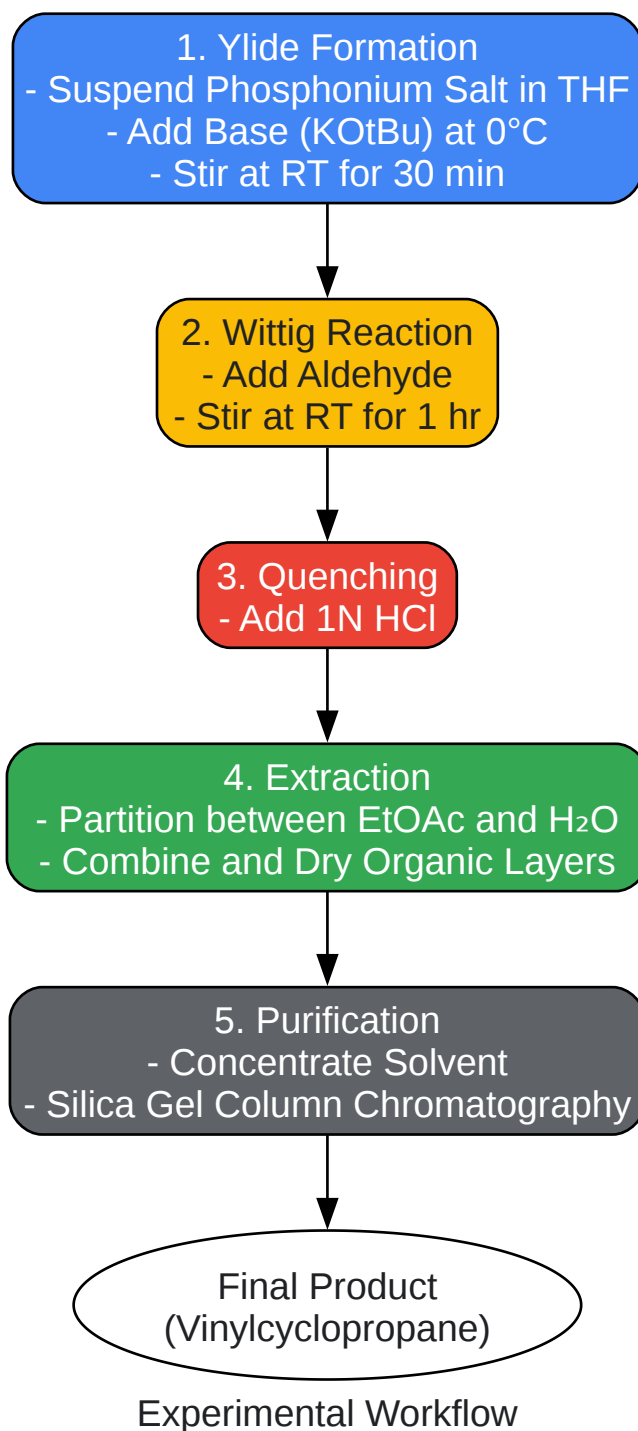 1. Ylide Formation
- Suspend Phosphonium Salt in THF
- Add Base (KOtBu) at 0°C
- Stir at RT for 30 min
2. Wittig Reaction
- Add Aldehyde
- Stir at RT for 1 hr
3. Quenching
- Add 1N HCl
4. Extraction
- Partition between EtOAc and H₂O
- Combine and Dry Organic Layers
5. Purification
- Concentrate Solvent
- Silica Gel Column Chromatography
Final Product
(Vinylcyclopropane)
Experimental Workflow